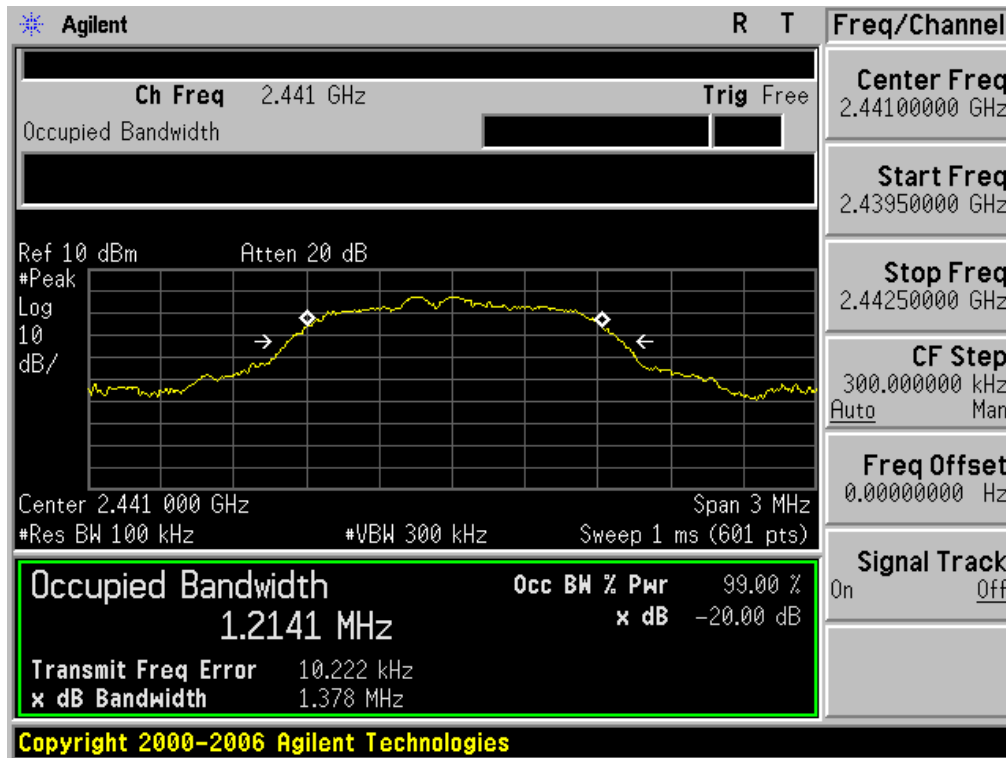 Agilent R T Freq/Channel
Ch Freq 2.441 GHz Trig Free
Occupied Bandwidth
Center Freq
2.44100000 GHz
Start Freq
2.43950000 GHz
Stop Freq
2.44250000 GHz
CF Step
300.000000 kHz
Auto Man
Freq Offset
0.00000000 Hz
Signal Track
On Off
Ref 10 dBm Atten 20 dB
#Peak
Log
10
dB/
Center 2.441 000 GHz Span 3 MHz
#Res BW 100 kHz #VBW 300 kHz Sweep 1 ms (601 pts)
Occupied Bandwidth Occ BW % Pwr 99.00 %
1.2141 MHz x dB -20.00 dB
Transmit Freq Error 10.222 kHz
x dB Bandwidth 1.378 MHz
Copyright 2000-2006 Agilent Technologies